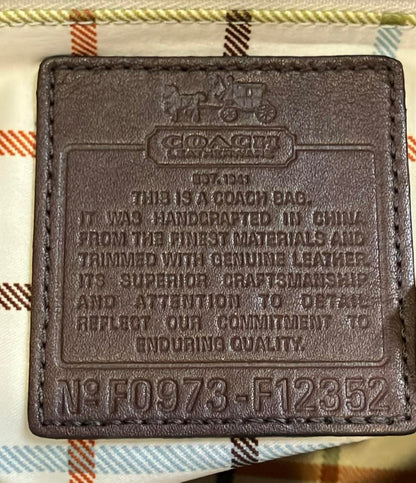 COACH
LEATHERWARE
EST. 1941
THIS IS A COACH BAG.
IT WAS HANDCRAFTED IN CHINA
FROM THE FINEST MATERIALS AND
TRIMMED WITH GENUINE LEATHER.
ITS SUPERIOR CRAFTSMANSHIP
AND ATTENTION TO DETAIL
REFLECT OUR COMMITMENT TO
ENDURING QUALITY.
Nº F0973-F12352